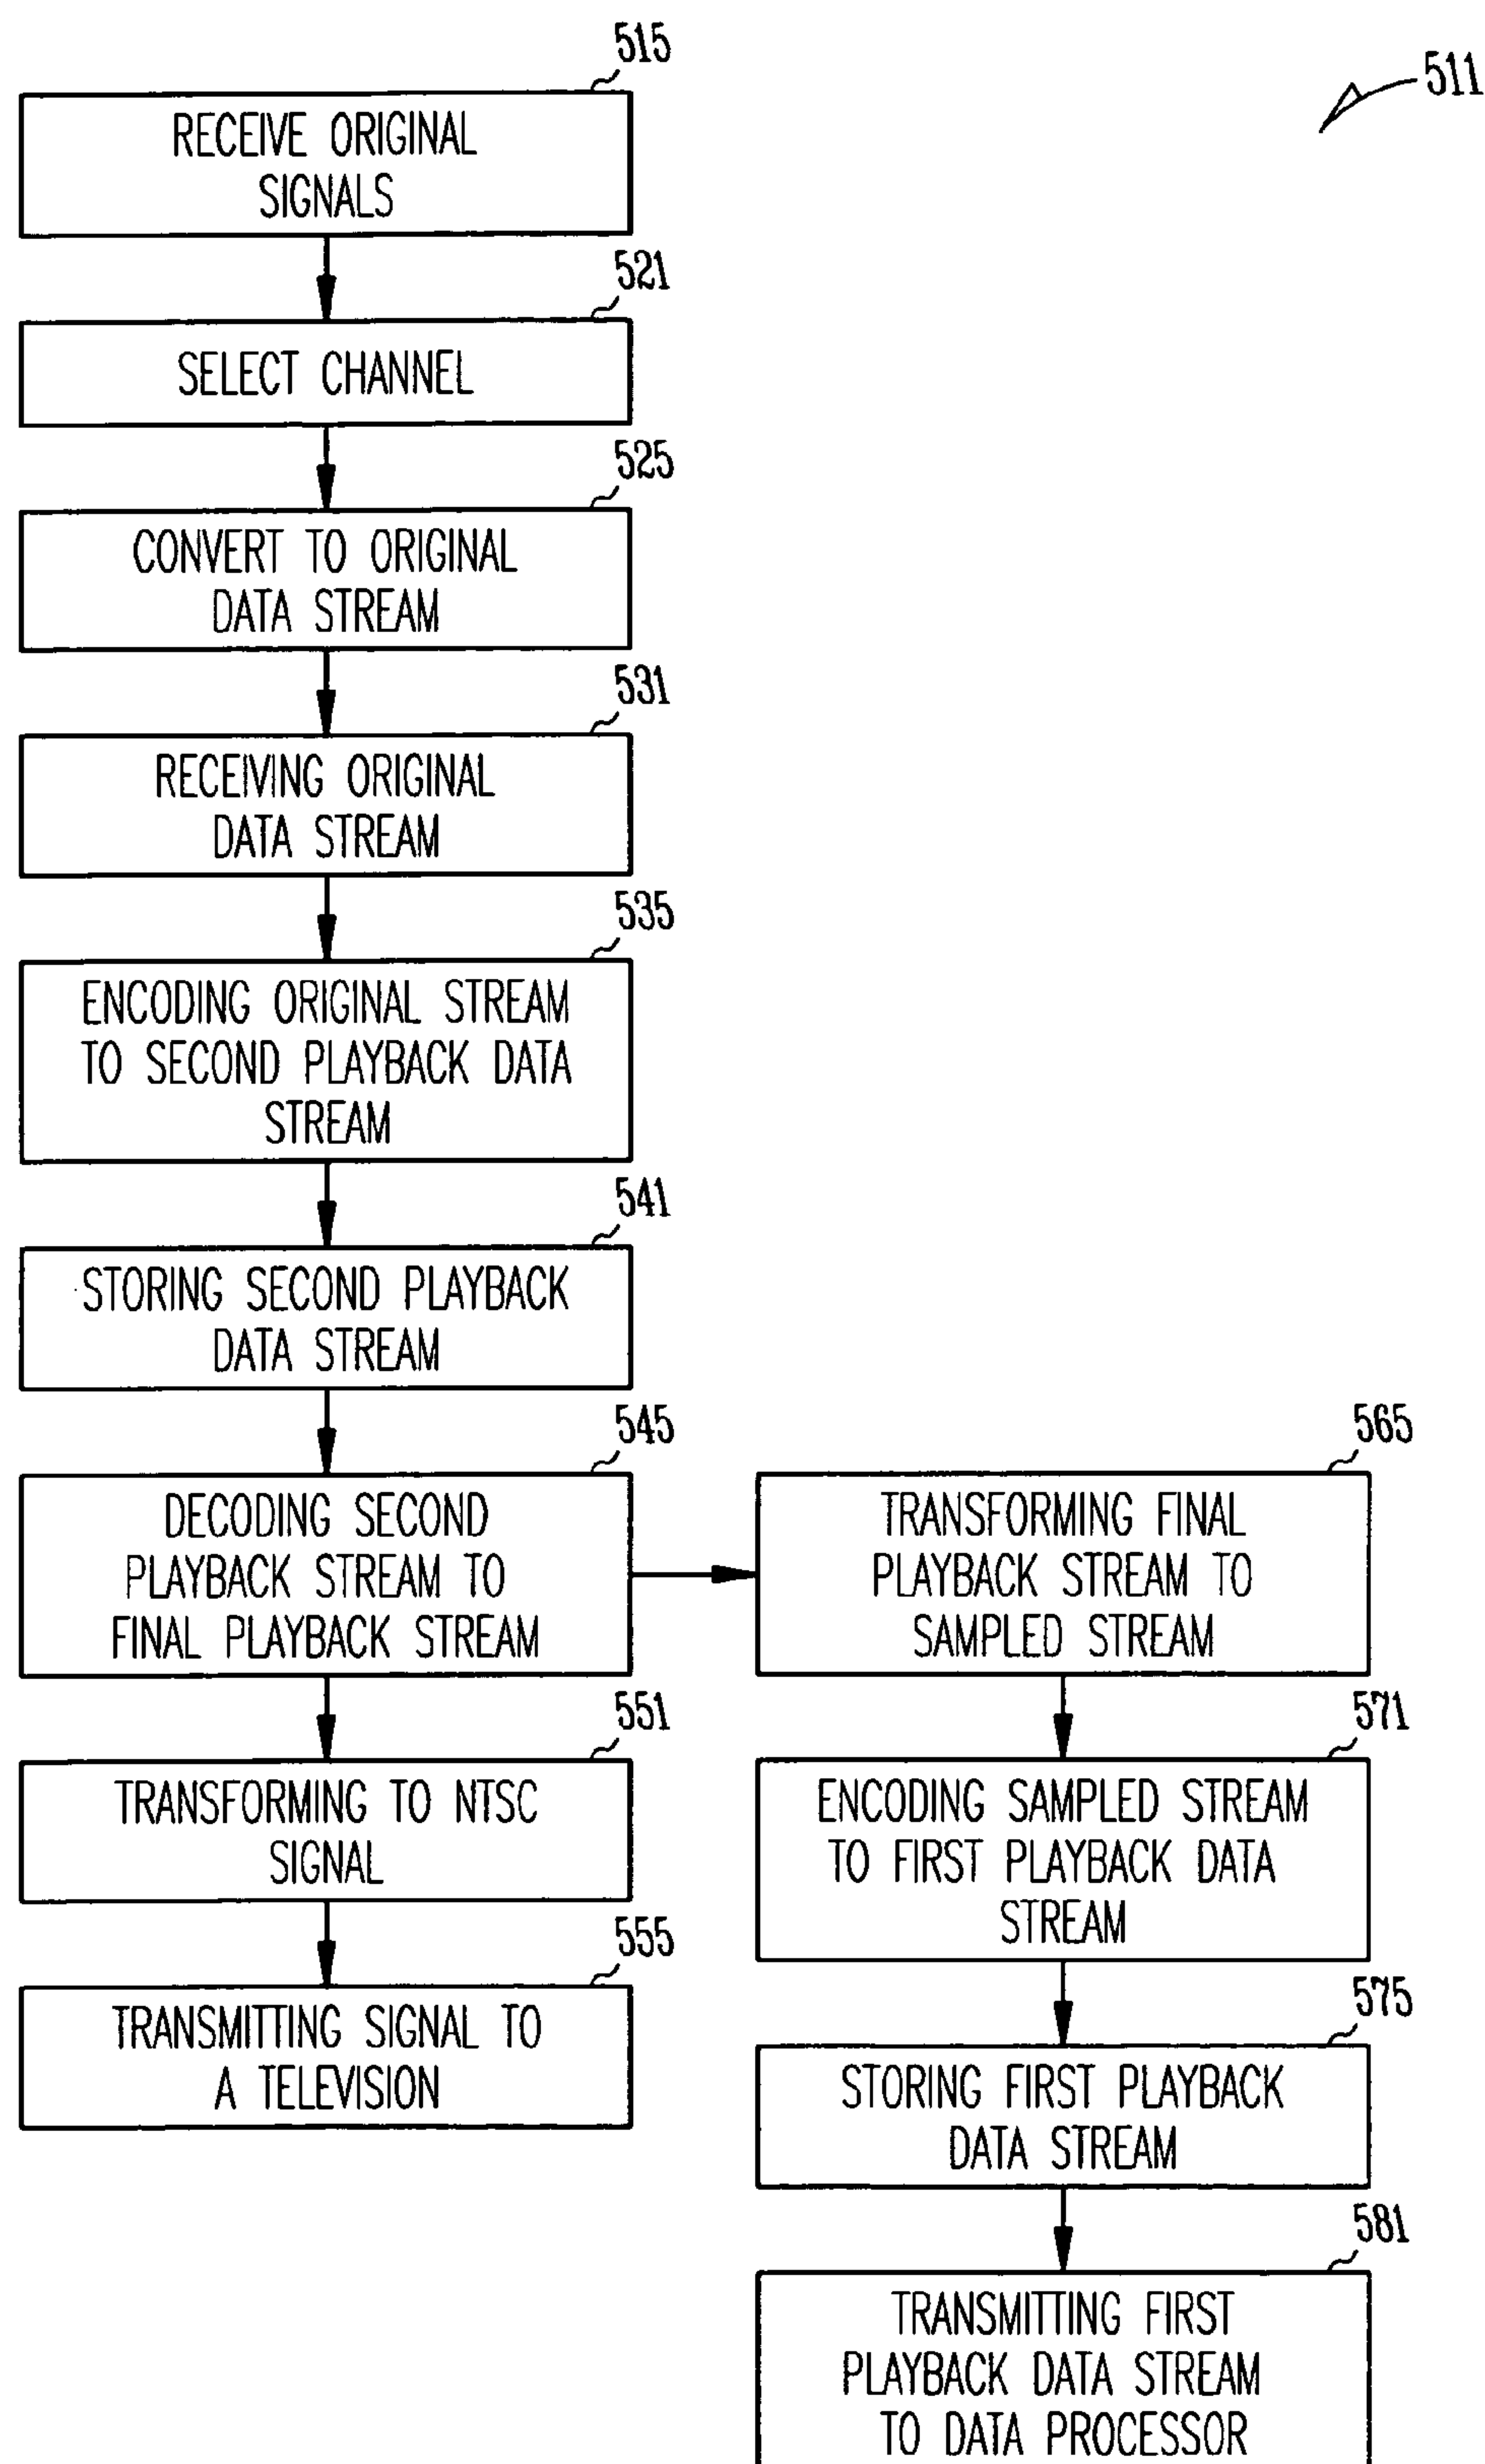 515
511
RECEIVE ORIGINAL
SIGNALS
521
SELECT CHANNEL
525
CONVERT TO ORIGINAL
DATA STREAM
531
RECEIVING ORIGINAL
DATA STREAM
535
ENCODING ORIGINAL STREAM
TO SECOND PLAYBACK DATA
STREAM
541
STORING SECOND PLAYBACK
DATA STREAM
545
DECODING SECOND
PLAYBACK STREAM TO
FINAL PLAYBACK STREAM
551
TRANSFORMING TO NTSC
SIGNAL
555
TRANSMITTING SIGNAL TO
A TELEVISION
565
TRANSFORMING FINAL
PLAYBACK STREAM TO
SAMPLED STREAM
571
ENCODING SAMPLED STREAM
TO FIRST PLAYBACK DATA
STREAM
575
STORING FIRST PLAYBACK
DATA STREAM
581
TRANSMITTING FIRST
PLAYBACK DATA STREAM
TO DATA PROCESSOR